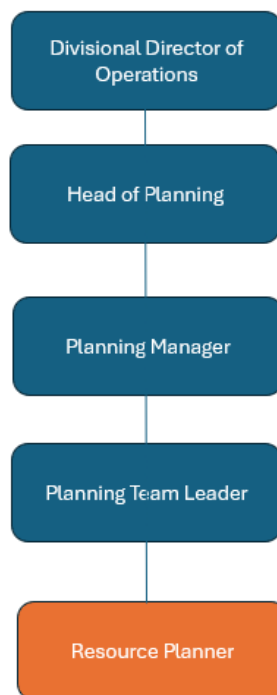 Divisional Director of
Operations
Head of Planning
Planning Manager
Planning Team Leader
Resource Planner